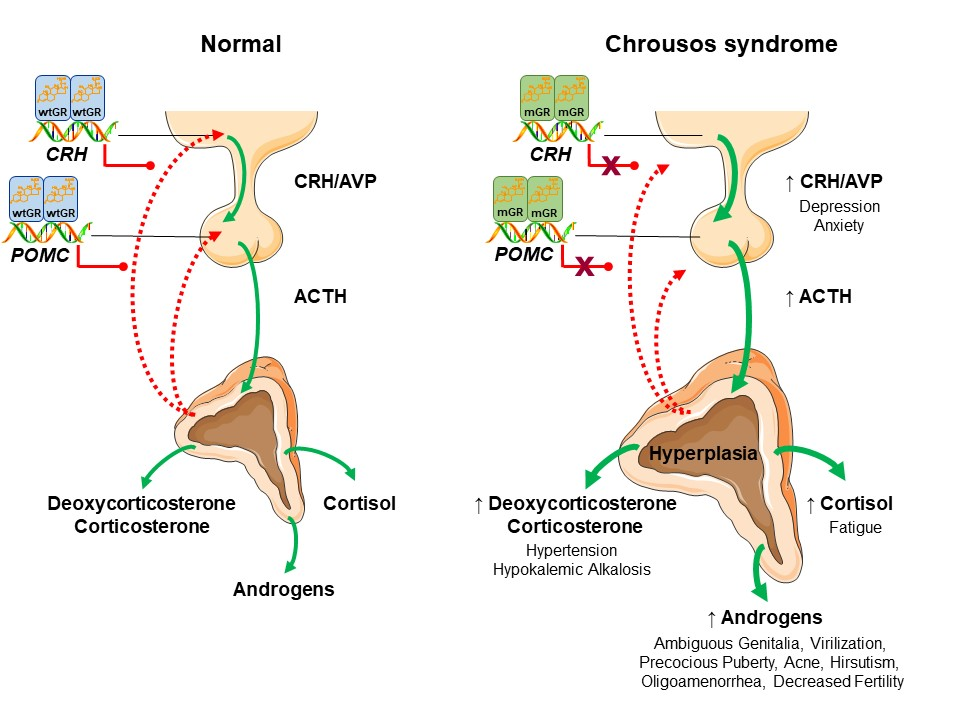 Normal
wtGR wtGR
CRH
CRH/AVP
wtGR wtGR
POMC
ACTH
Deoxycorticosterone
Corticosterone
Cortisol
Androgens
Chrousos syndrome
mGR mGR
CRH
X
↑ CRH/AVP
Depression
Anxiety
mGR mGR
POMC
X
↑ ACTH
Hyperplasia
↑ Deoxycorticosterone
Corticosterone
Hypertension
Hypokalemic Alkalosis
↑ Cortisol
Fatigue
↑ Androgens
Ambiguous Genitalia, Virilization,
Precocious Puberty, Acne, Hirsutism,
Oligoamenorrhea, Decreased Fertility